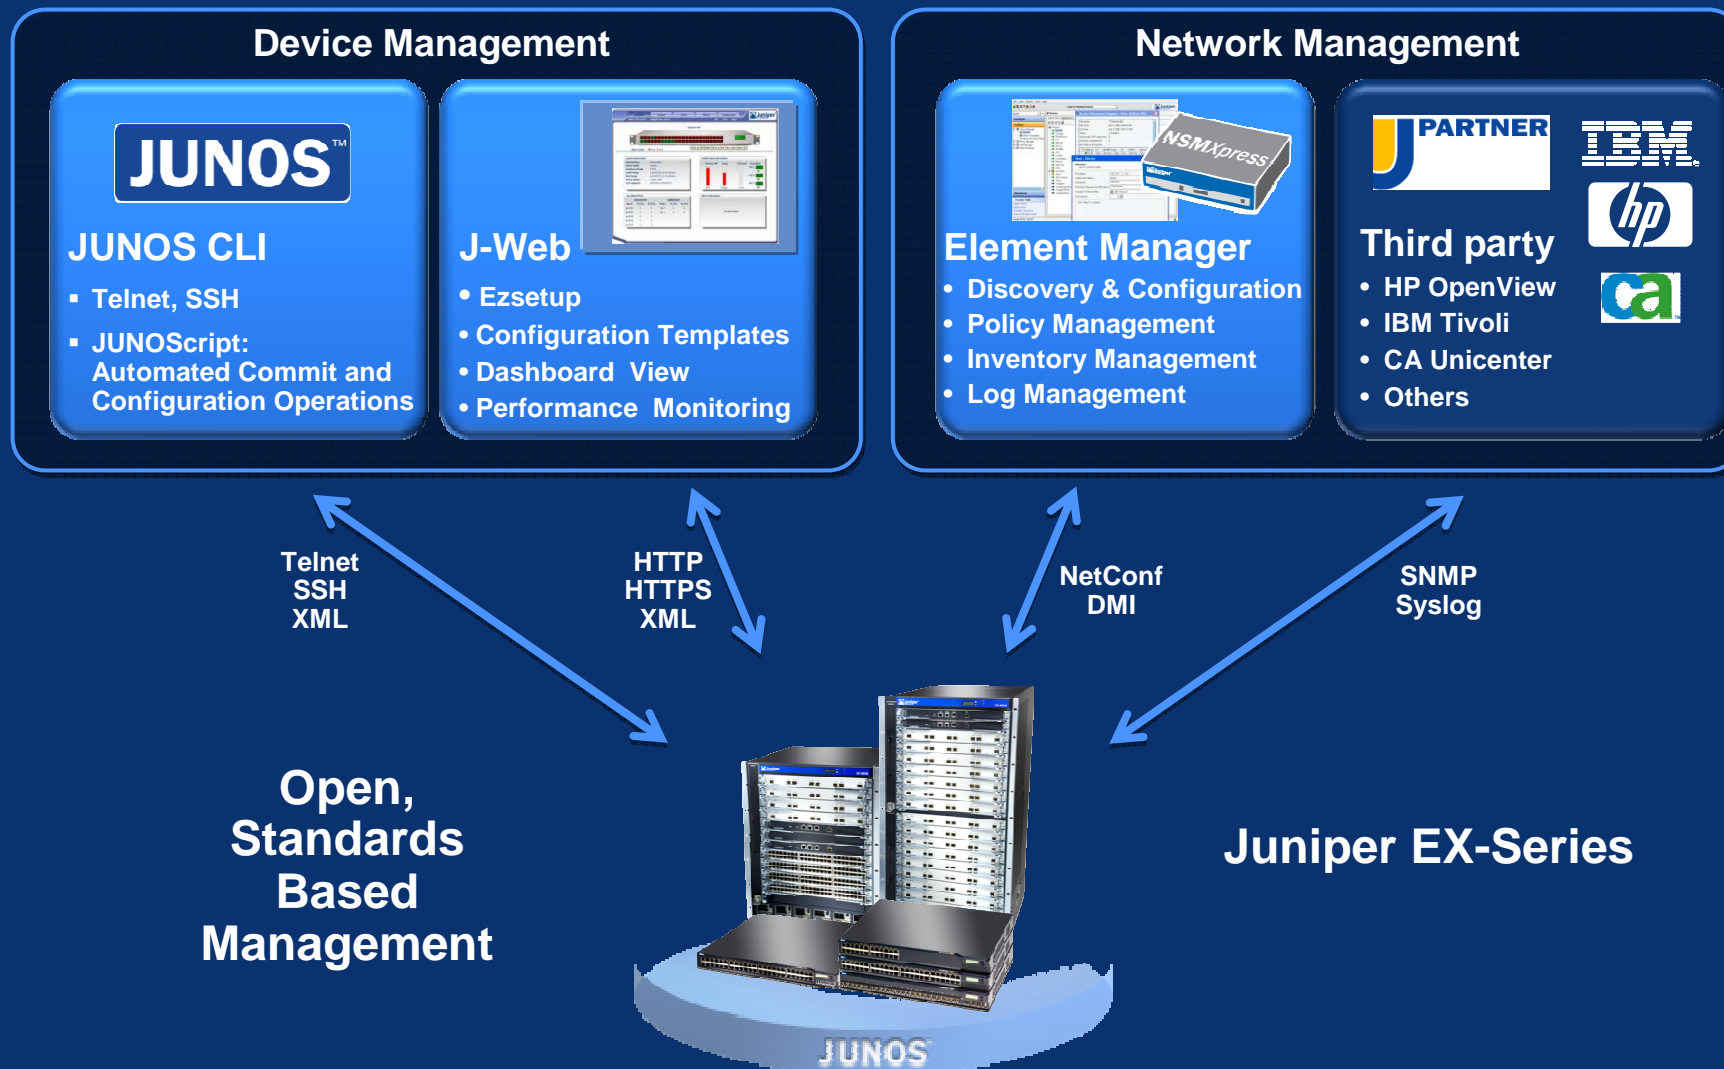 Device Management
JUNOS™
JUNOS CLI
▪ Telnet, SSH
▪ JUNOScript:
Automated Commit and
Configuration Operations
Juniper
J-Web
• Ezsetup
• Configuration Templates
• Dashboard View
• Performance Monitoring
Network Management
NSMXpress
Element Manager
• Discovery & Configuration
• Policy Management
• Inventory Management
• Log Management
J PARTNER
IBM
hp
ca
Third party
• HP OpenView
• IBM Tivoli
• CA Unicenter
• Others
Telnet
SSH
XML
HTTP
HTTPS
XML
NetConf
DMI
SNMP
Syslog
Open,
Standards
Based
Management
Juniper EX-Series
JUNOS